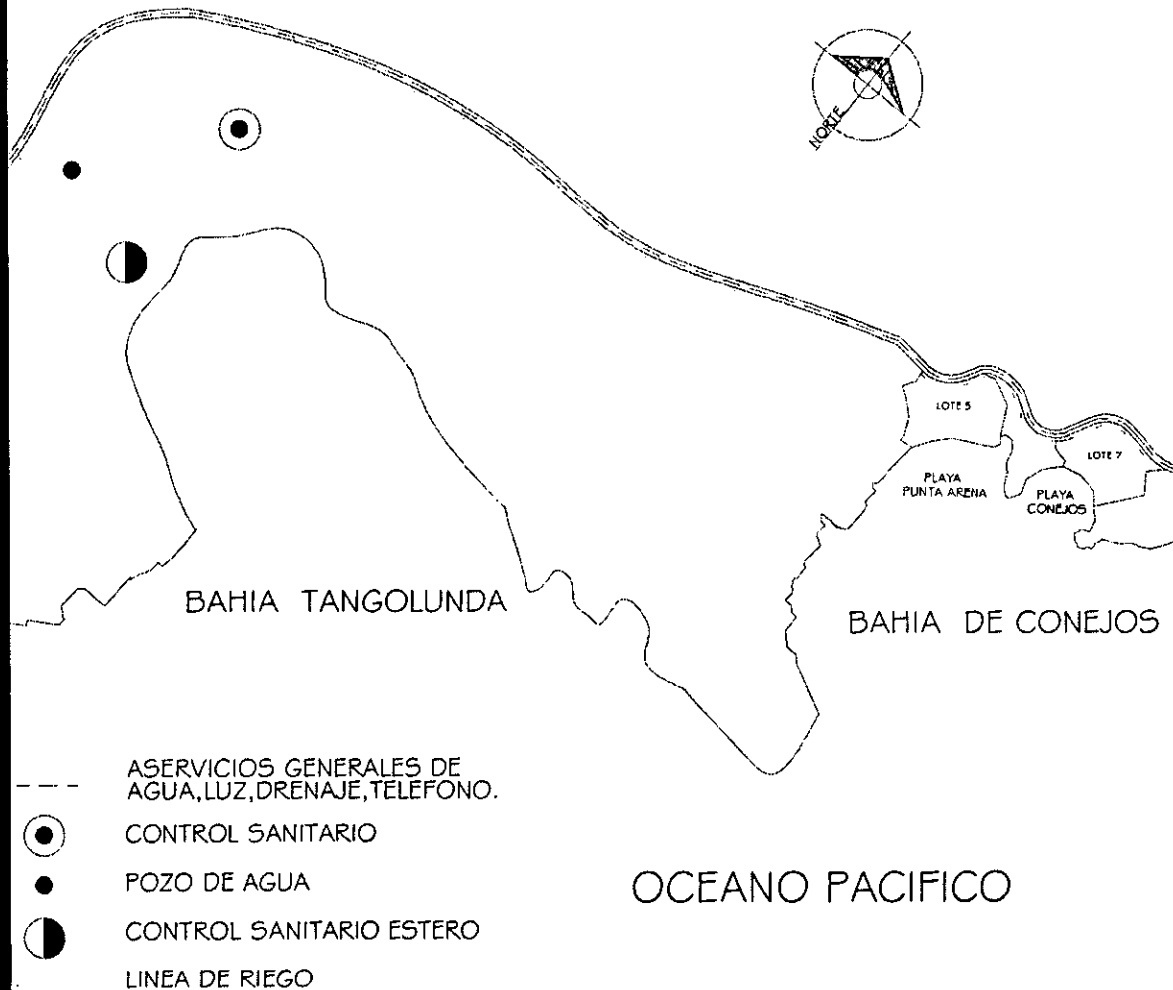 NORTE
LOTE 5
LOTE 7
PLAYA
PUNTA ARENA
PLAYA
CONEJOS
BAHIA TANGOLUNDA
BAHIA DE CONEJOS
ASERVICIOS GENERALES DE
AGUA,LUZ,DRENAJE,TELEFONO.
CONTROL SANITARIO
POZO DE AGUA
CONTROL SANITARIO ESTERO
LINEA DE RIEGO
OCEANO PACIFICO